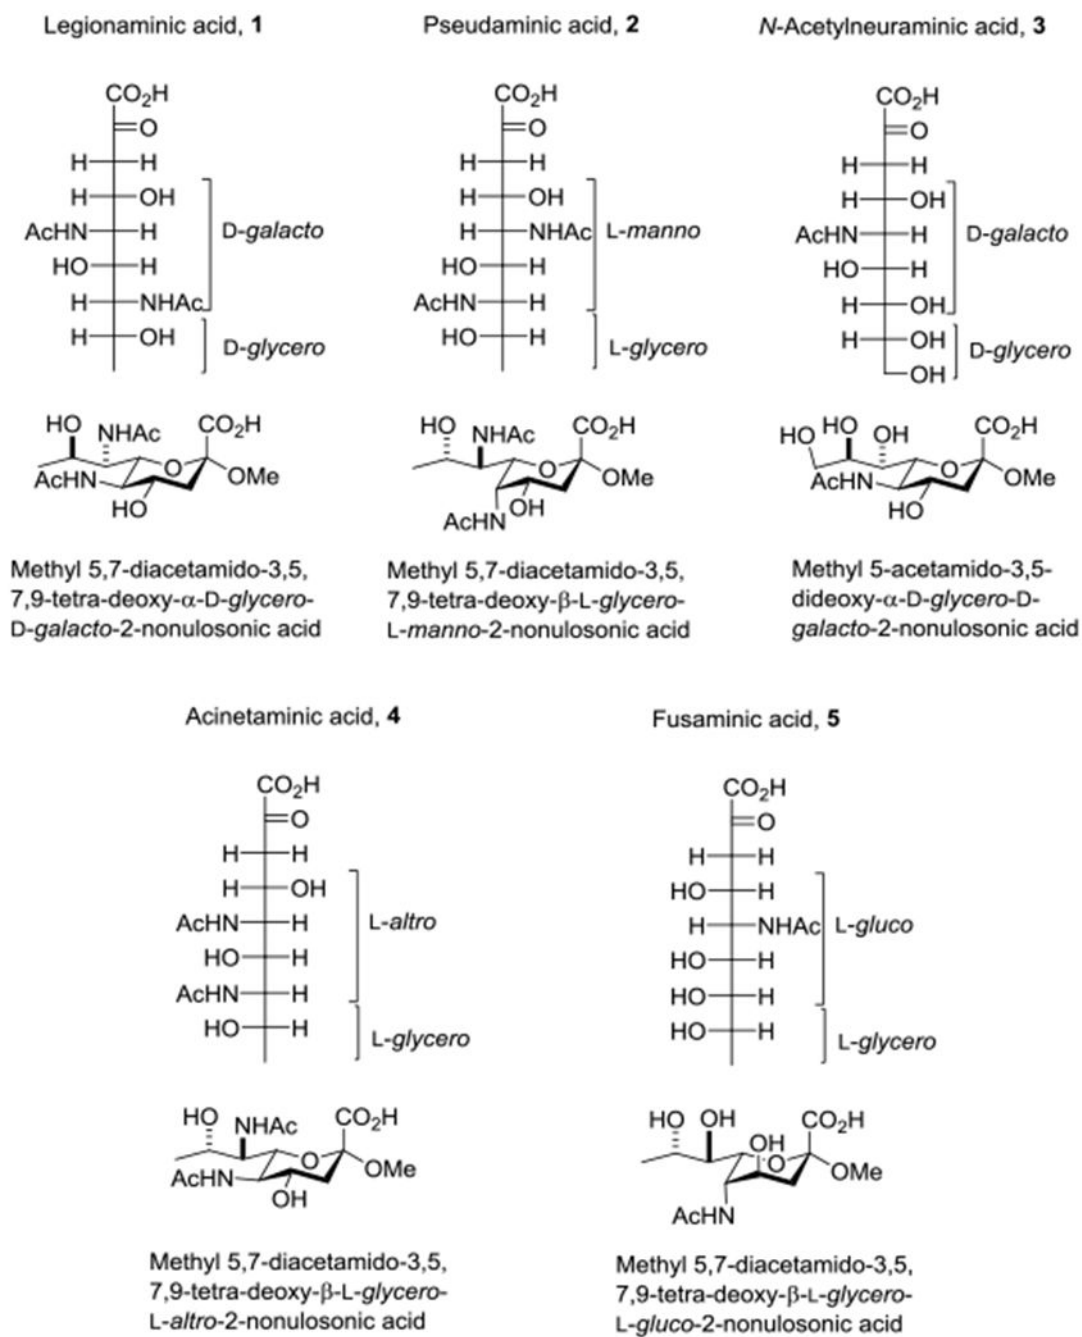 Legionaminic acid, 1
Pseudaminic acid, 2
N-Acetylneuraminic acid, 3
CO₂H
=O
H H
H OH
AcHN H
HO H
H NHAc
H OH
D-galacto
D-glycero
CO₂H
=O
H H
H OH
H NHAc
HO H
AcHN H
HO H
L-manno
L-glycero
CO₂H
=O
H H
H OH
AcHN H
HO H
H OH
H OH
OH
D-galacto
D-glycero
HO NHAc CO₂H
O
AcHN OMe
HO
HO NHAc CO₂H
O
OMe
OH
AcHN
HO HO OH CO₂H
O
AcHN OMe
HO
Methyl 5,7-diacetamido-3,5,
7,9-tetra-deoxy-α-D-glycero-
D-galacto-2-nonulosonic acid
Methyl 5,7-diacetamido-3,5,
7,9-tetra-deoxy-β-L-glycero-
L-manno-2-nonulosonic acid
Methyl 5-acetamido-3,5-
dideoxy-α-D-glycero-D-
galacto-2-nonulosonic acid
Acinetaminic acid, 4
Fusaminic acid, 5
CO₂H
=O
H H
H OH
AcHN H
HO H
AcHN H
HO H
L-altro
L-glycero
CO₂H
=O
H H
HO H
H NHAc
HO H
HO H
HO H
L-gluco
L-glycero
HO NHAc CO₂H
O
AcHN OMe
OH
HO OH CO₂H
OH
O
OMe
AcHN
Methyl 5,7-diacetamido-3,5,
7,9-tetra-deoxy-β-L-glycero-
L-altro-2-nonulosonic acid
Methyl 5,7-diacetamido-3,5,
7,9-tetra-deoxy-β-L-glycero-
L-gluco-2-nonulosonic acid